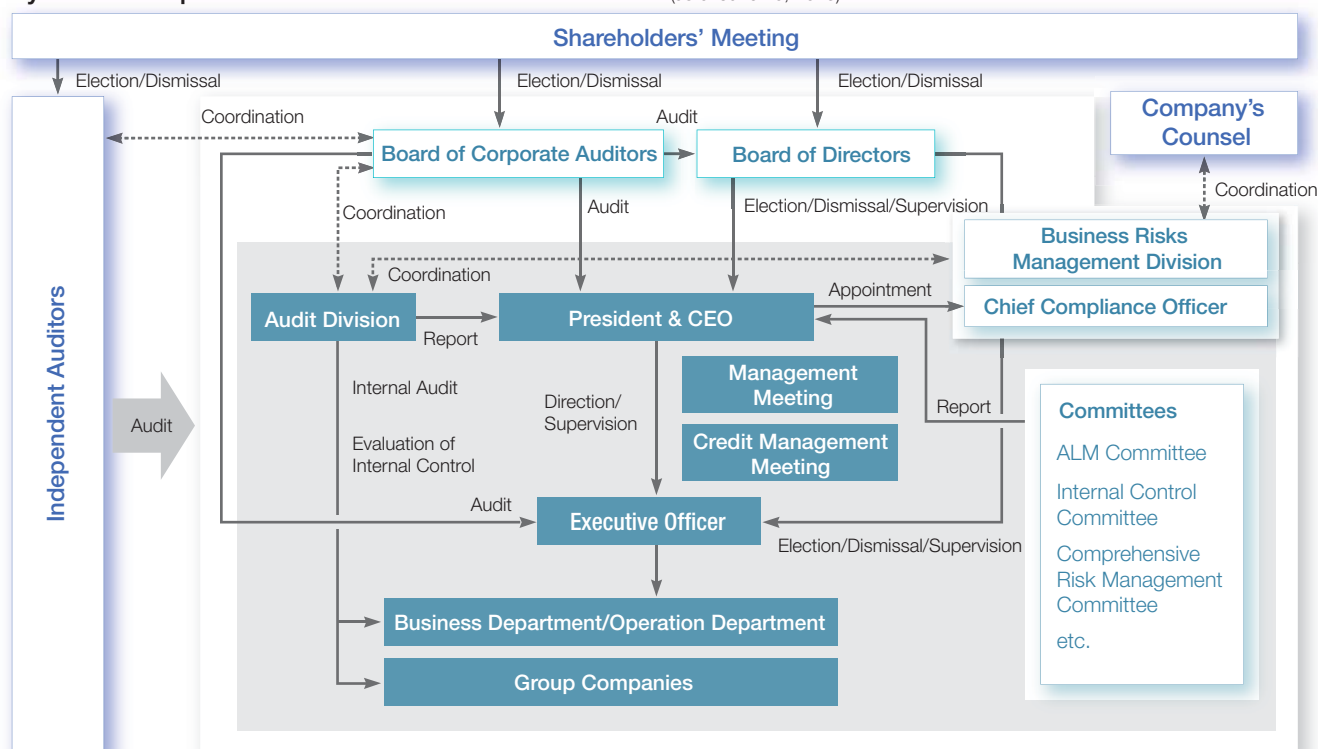 Shareholders’ Meeting
Election/Dismissal
Election/Dismissal
Election/Dismissal
Coordination
Audit
Company’s
Counsel
Board of Corporate Auditors
Board of Directors
Coordination
Coordination
Audit
Election/Dismissal/Supervision
Business Risks
Management Division
Coordination
Appointment
Chief Compliance Officer
Audit Division
President & CEO
Report
Independent Auditors
Audit
Internal Audit
Evaluation of
Internal Control
Direction/
Supervision
Management
Meeting
Credit Management
Meeting
Report
Committees
ALM Committee
Internal Control
Committee
Comprehensive
Risk Management
Committee
etc.
Audit
Executive Officer
Election/Dismissal/Supervision
Business Department/Operation Department
Group Companies